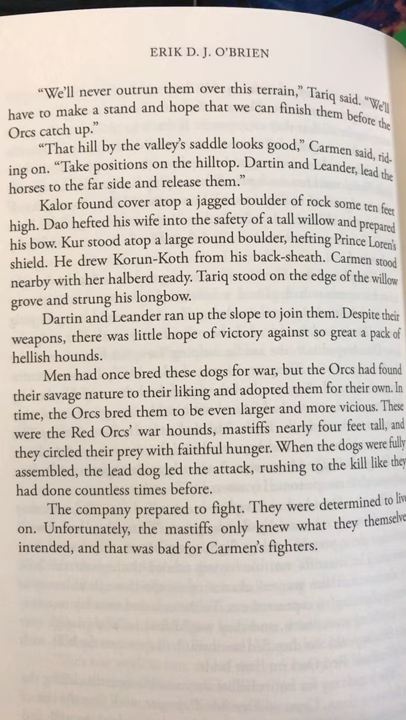 ERIK D. J. O'BRIEN
“We'll never outrun them over this terrain,” Tariq said. “We'll
have to make a stand and hope that we can finish them before the
Orcs catch up.”
“That hill by the valley's saddle looks good,” Carmen said, rid-
ing on. “Take positions on the hilltop. Dartin and Leander, lead the
horses to the far side and release them.”
Kalor found cover atop a jagged boulder of rock some ten feet
high. Dao hefted his wife into the safety of a tall willow and prepared
his bow. Kur stood atop a large round boulder, hefting Prince Loren's
shield. He drew Korun-Koth from his back-sheath. Carmen stood
nearby with her halberd ready. Tariq stood on the edge of the willow
grove and strung his longbow.
Dartin and Leander ran up the slope to join them. Despite their
weapons, there was little hope of victory against so great a pack of
hellish hounds.
Men had once bred these dogs for war, but the Orcs had found
their savage nature to their liking and adopted them for their own. In
time, the Orcs bred them to be even larger and more vicious. These
were the Red Orcs' war hounds, mastiffs nearly four feet tall, and
they circled their prey with faithful hunger. When the dogs were fully
assembled, the lead dog led the attack, rushing to the kill like they
had done countless times before.
The company prepared to fight. They were determined to live
on. Unfortunately, the mastiffs only knew what they themselve
intended, and that was bad for Carmen's fighters.